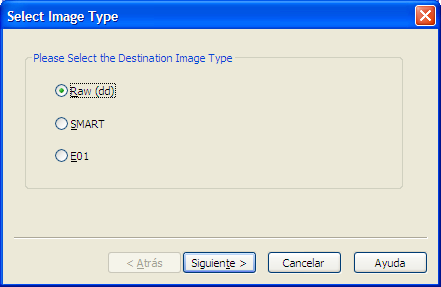 Select Image Type
Please Select the Destination Image Type
Raw (dd)
SMART
E01
< Atrás
Siguiente >
Cancelar
Ayuda